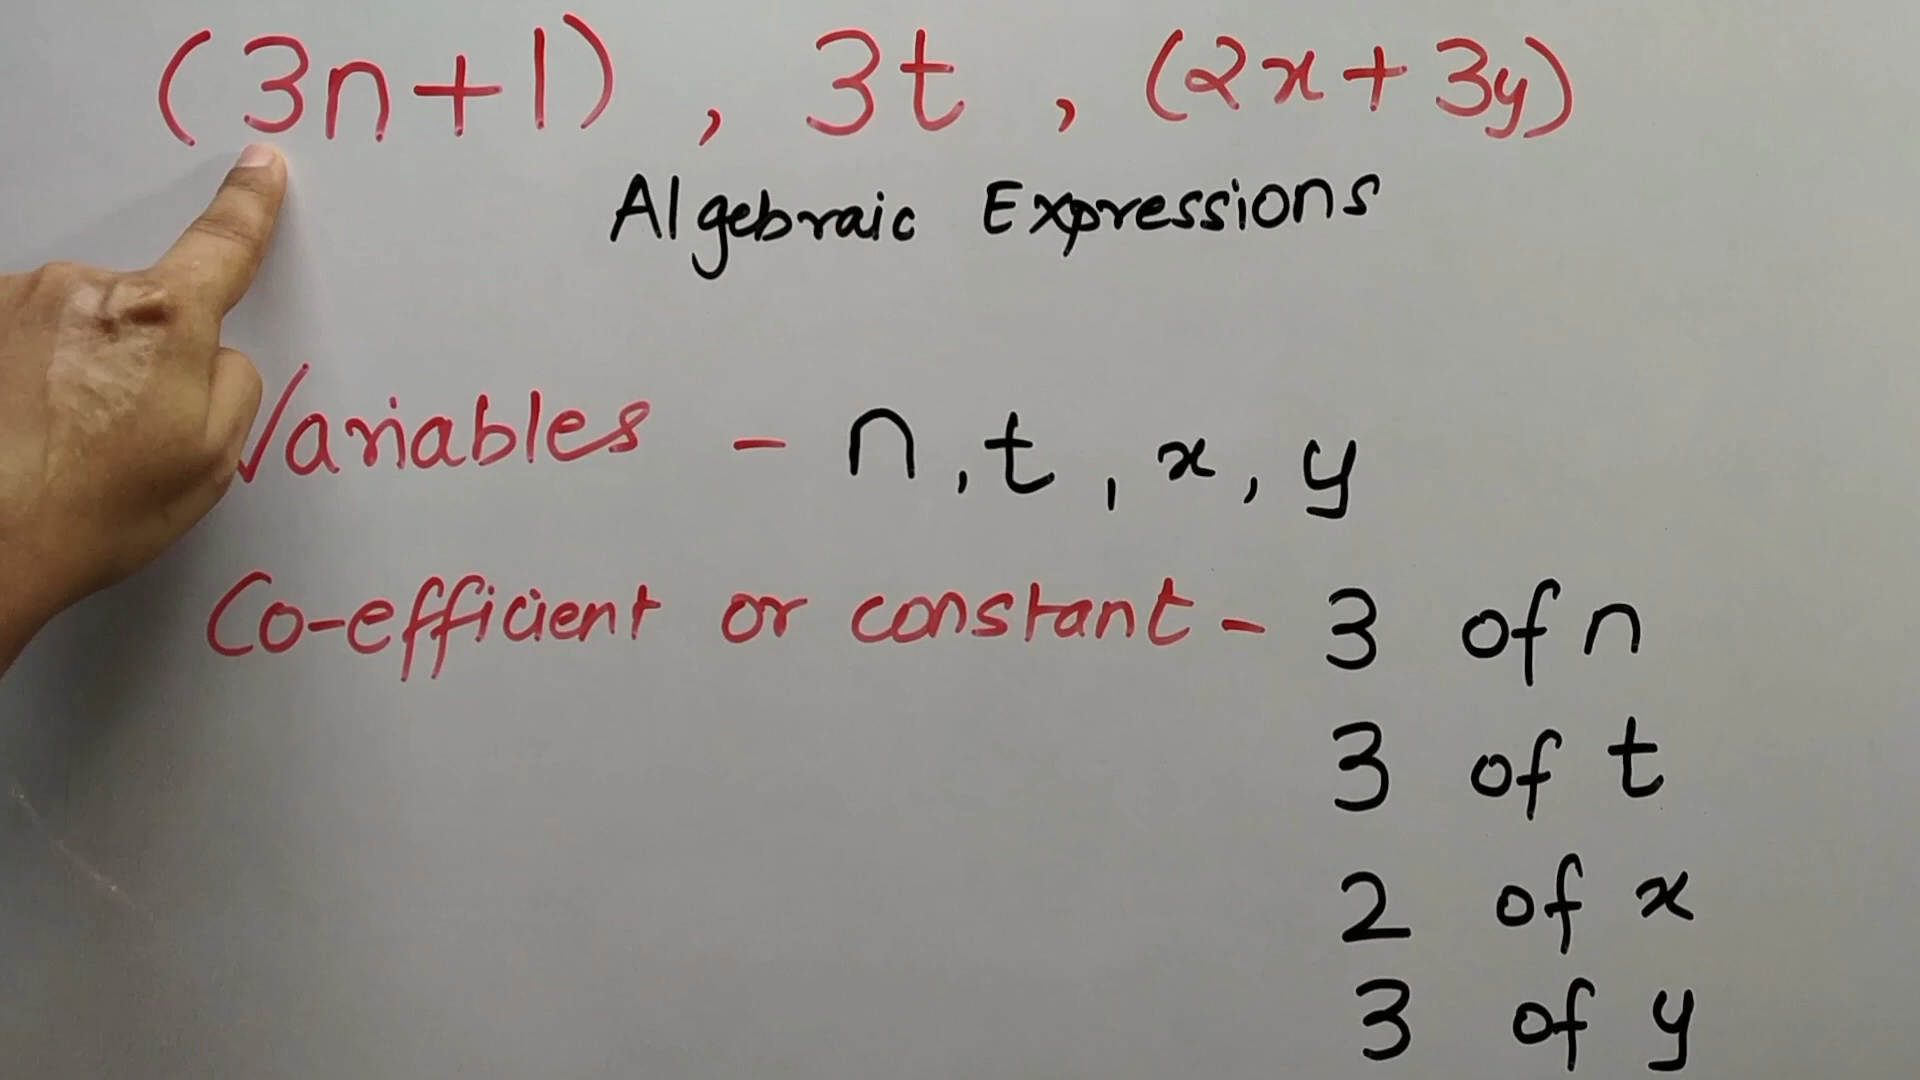 (3n+1) , 3t , (2x+3y)
Algebraic Expressions
Variables - n, t, x, y
Co-efficient or constant - 3 of n
3 of t
2 of x
3 of y